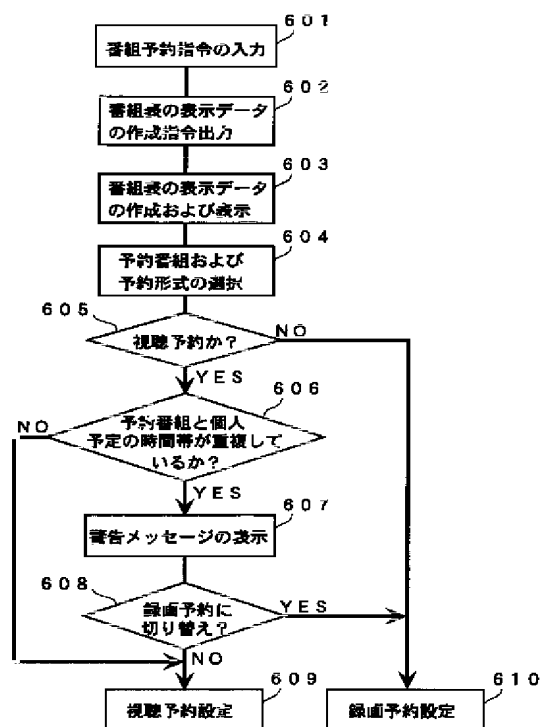 601
番組予約指令の入力
602
番組表の表示データ
の作成指令出力
603
番組表の表示データ
の作成および表示
604
予約番組および
予約形式の選択
605
視聴予約か?
NO
YES
606
NO
予約番組と個人
予定の時間帯が重複して
いるか?
YES
607
警告メッセージの表示
608
録画予約に
切り替え?
YES
NO
609
視聴予約設定
610
録画予約設定